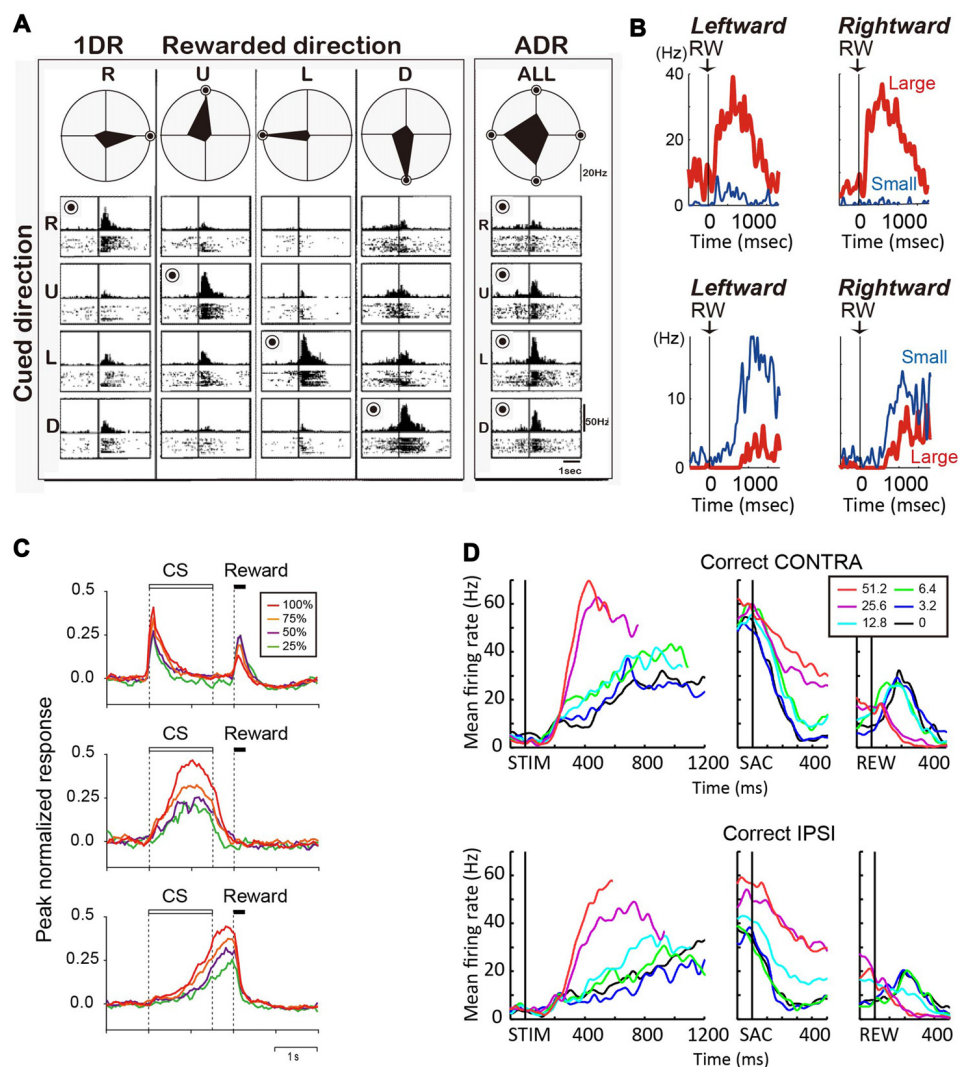 A
1DR Rewarded direction ADR
R U L D ALL
20Hz
Cued direction
R R
U U
L L
D D
50Hz
1sec
B
Leftward Rightward
(Hz) RW RW
40
20
0
Large
Small
0 1000 0 1000
Time (msec) Time (msec)
Leftward Rightward
RW RW
(Hz)
10
0
Small
Large
0 1000 0 1000
Time (msec) Time (msec)
C
Peak normalized response
CS Reward
0.5
0.25
0.0
100%
75%
50%
25%
CS Reward
0.5
0.25
0.0
CS Reward
0.5
0.25
0.0
1s
D
Correct CONTRA
Mean firing rate (Hz)
60
40
20
0
51.2 6.4
25.6 3.2
12.8 0
STIM 400 800 1200 SAC 400 REW 400
Time (ms) Time (ms)
Correct IPSI
Mean firing rate (Hz)
60
40
20
0
STIM 400 800 1200 SAC 400 REW 400
Time (ms) Time (ms)